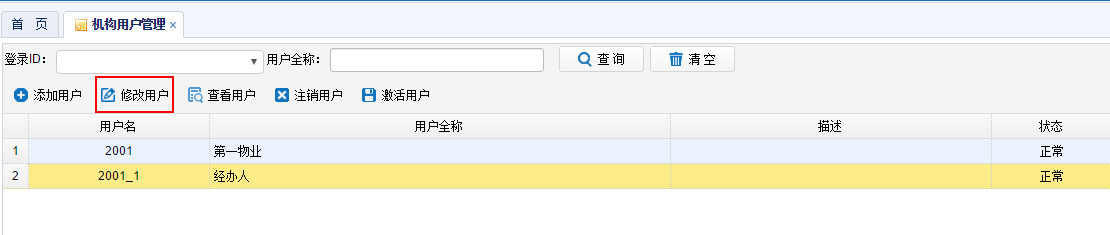 首 页 机构用户管理 ×
登录ID: 用户全称: 查询 清空
添加用户 修改用户 查看用户 注销用户 激活用户
用户名 用户全称 描述 状态
1 2001 第一物业 正常
2 2001_1 经办人 正常